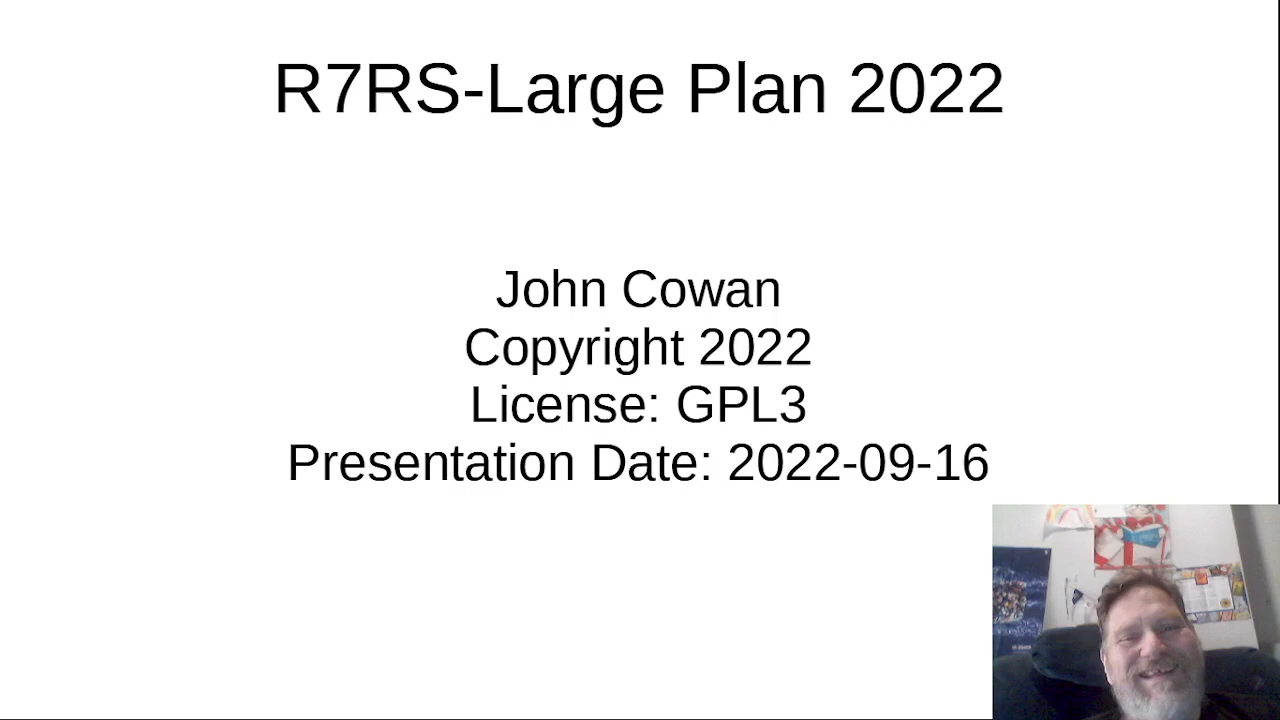 R7RS-Large Plan 2022
John Cowan
Copyright 2022
License: GPL3
Presentation Date: 2022-09-16